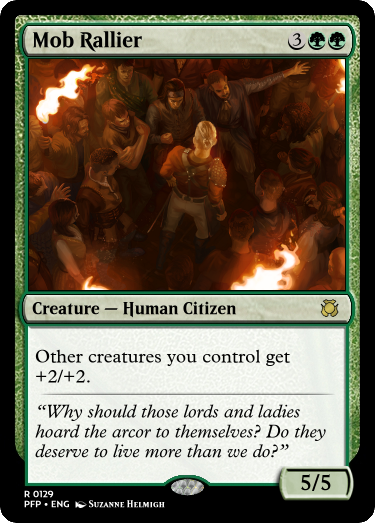 Mob Rallier 3
Creature — Human Citizen
Other creatures you control get
+2/+2.
“Why should those lords and ladies
hoard the arcor to themselves? Do they
deserve to live more than we do?”
5/5
R 0129
PFP • ENG Suzanne Helmigh